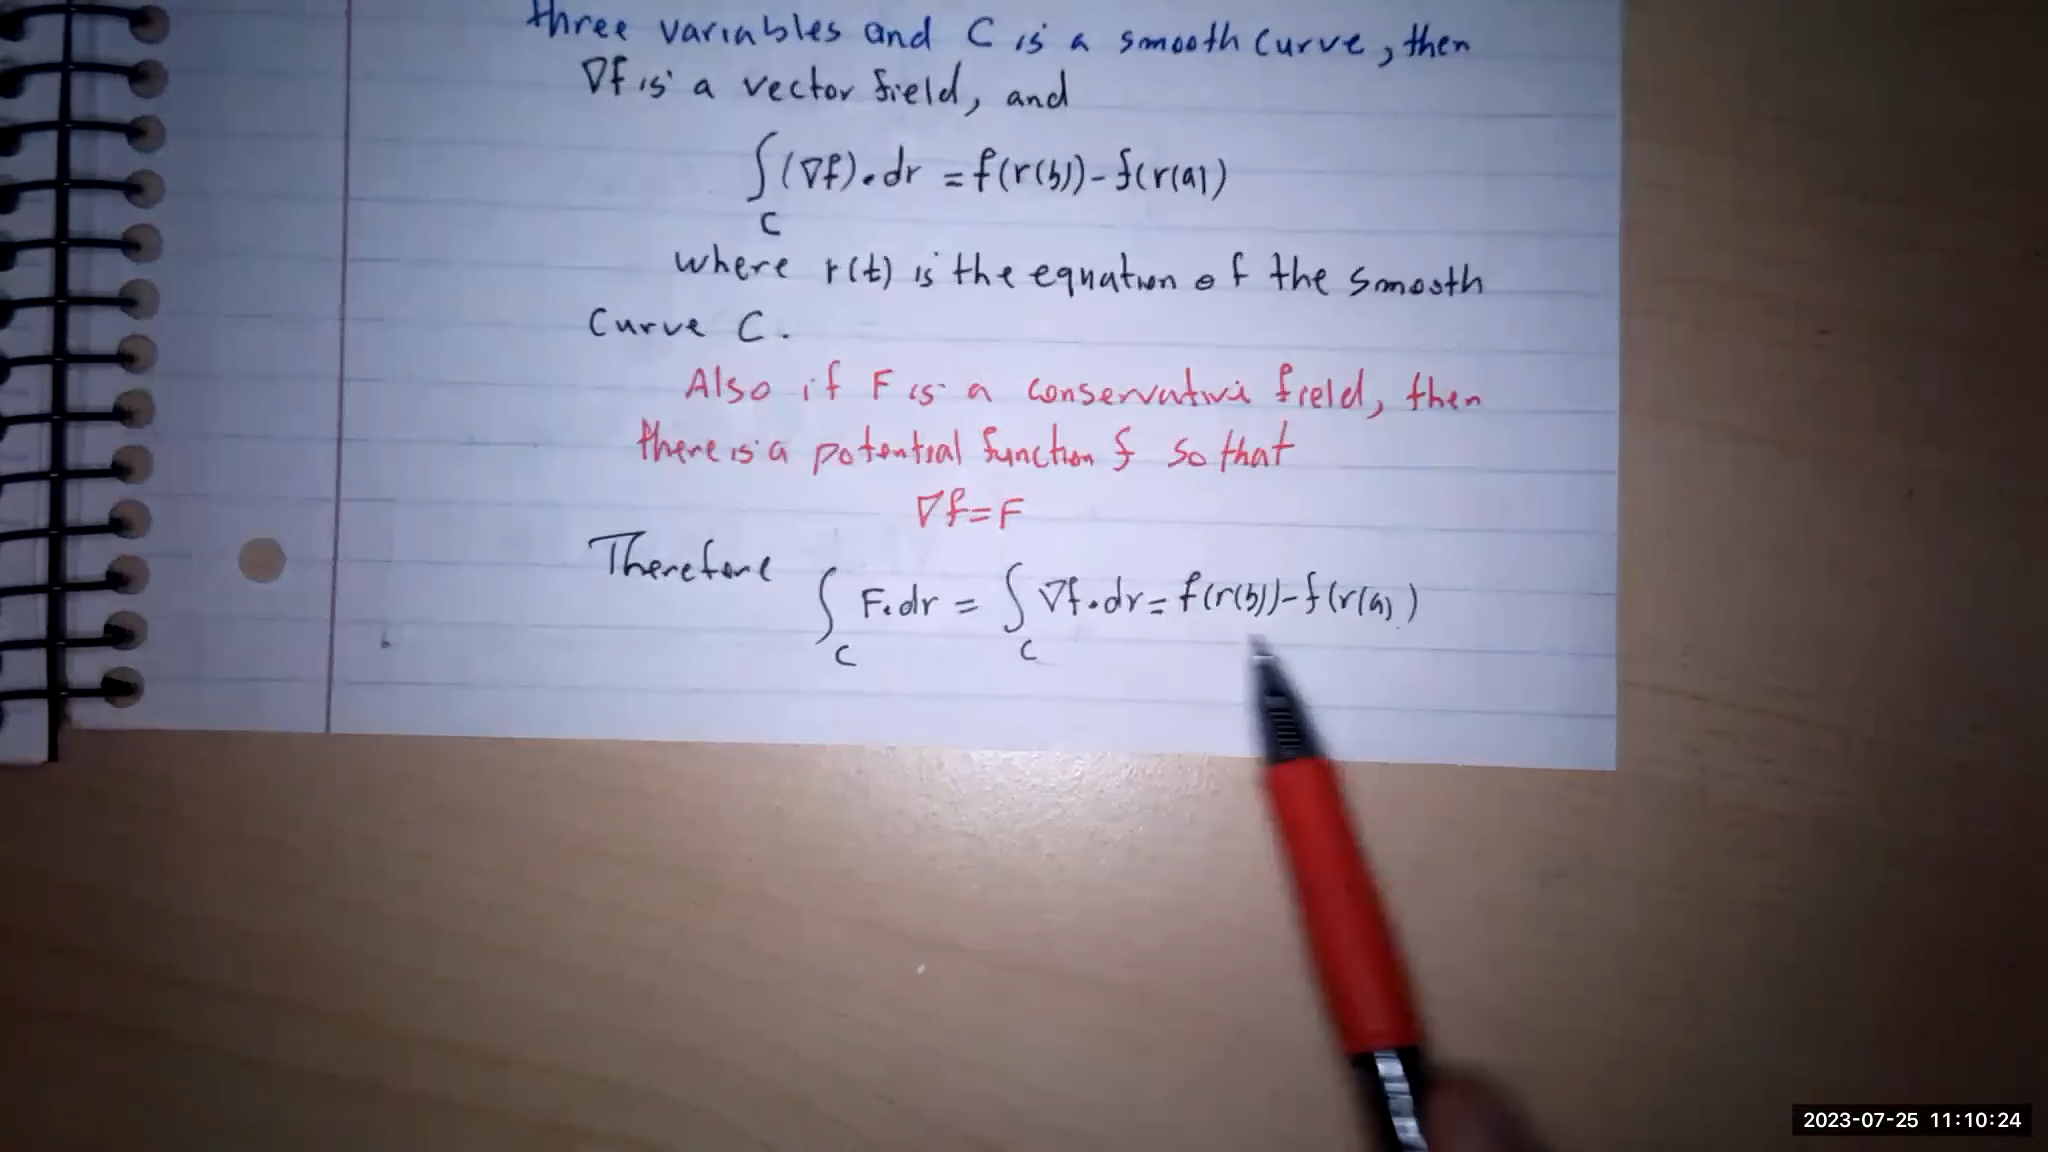 three variables and C is a smooth curve, then
∇f is a vector field, and
∫(∇f)•dr = f(r(b)) - f(r(a))
C
where r(t) is the equation of the smooth
Curve C.
Also if F is a conservative field, then
there is a potential function f so that
∇f = F
Therefore
∫ F•dr = ∫ ∇f•dr = f(r(b)) - f(r(a))
C C
2023-07-25 11:10:24